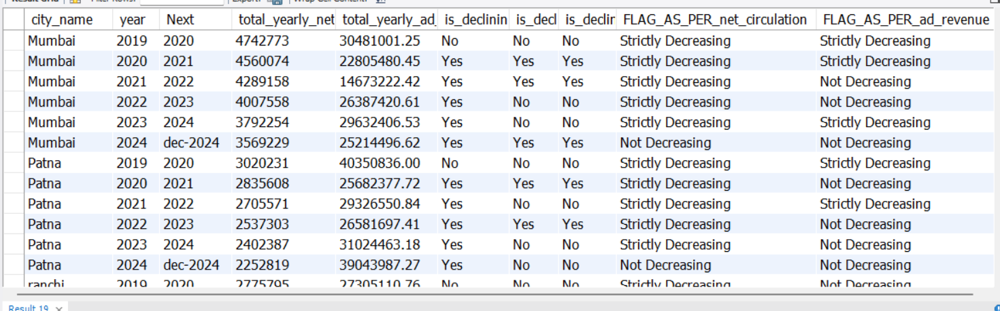 Result Grid Filter Rows: Export: Wrap Cell Content:
city_name year Next total_yearly_net total_yearly_ad_ is_declinin is_decl is_declir FLAG_AS_PER_net_circulation FLAG_AS_PER_ad_revenue
Mumbai 2019 2020 4742773 30481001.25 No No No Strictly Decreasing Strictly Decreasing
Mumbai 2020 2021 4560074 22805480.45 Yes Yes Yes Strictly Decreasing Strictly Decreasing
Mumbai 2021 2022 4289158 14673222.42 Yes Yes Yes Strictly Decreasing Not Decreasing
Mumbai 2022 2023 4007558 26387420.61 Yes No No Strictly Decreasing Not Decreasing
Mumbai 2023 2024 3792254 29632406.53 Yes No No Strictly Decreasing Strictly Decreasing
Mumbai 2024 dec-2024 3569229 25214496.62 Yes Yes Yes Not Decreasing Not Decreasing
Patna 2019 2020 3020231 40350836.00 No No No Strictly Decreasing Strictly Decreasing
Patna 2020 2021 2835608 25682377.72 Yes Yes Yes Strictly Decreasing Not Decreasing
Patna 2021 2022 2705571 29326550.84 Yes No No Strictly Decreasing Strictly Decreasing
Patna 2022 2023 2537303 26581697.41 Yes Yes Yes Strictly Decreasing Not Decreasing
Patna 2023 2024 2402387 31024463.18 Yes No No Strictly Decreasing Not Decreasing
Patna 2024 dec-2024 2252819 39043987.27 Yes No No Not Decreasing Not Decreasing
ranchi 2019 2020 2775795 27305110.76 No No No Strictly Decreasing Not Decreasing
Result 19